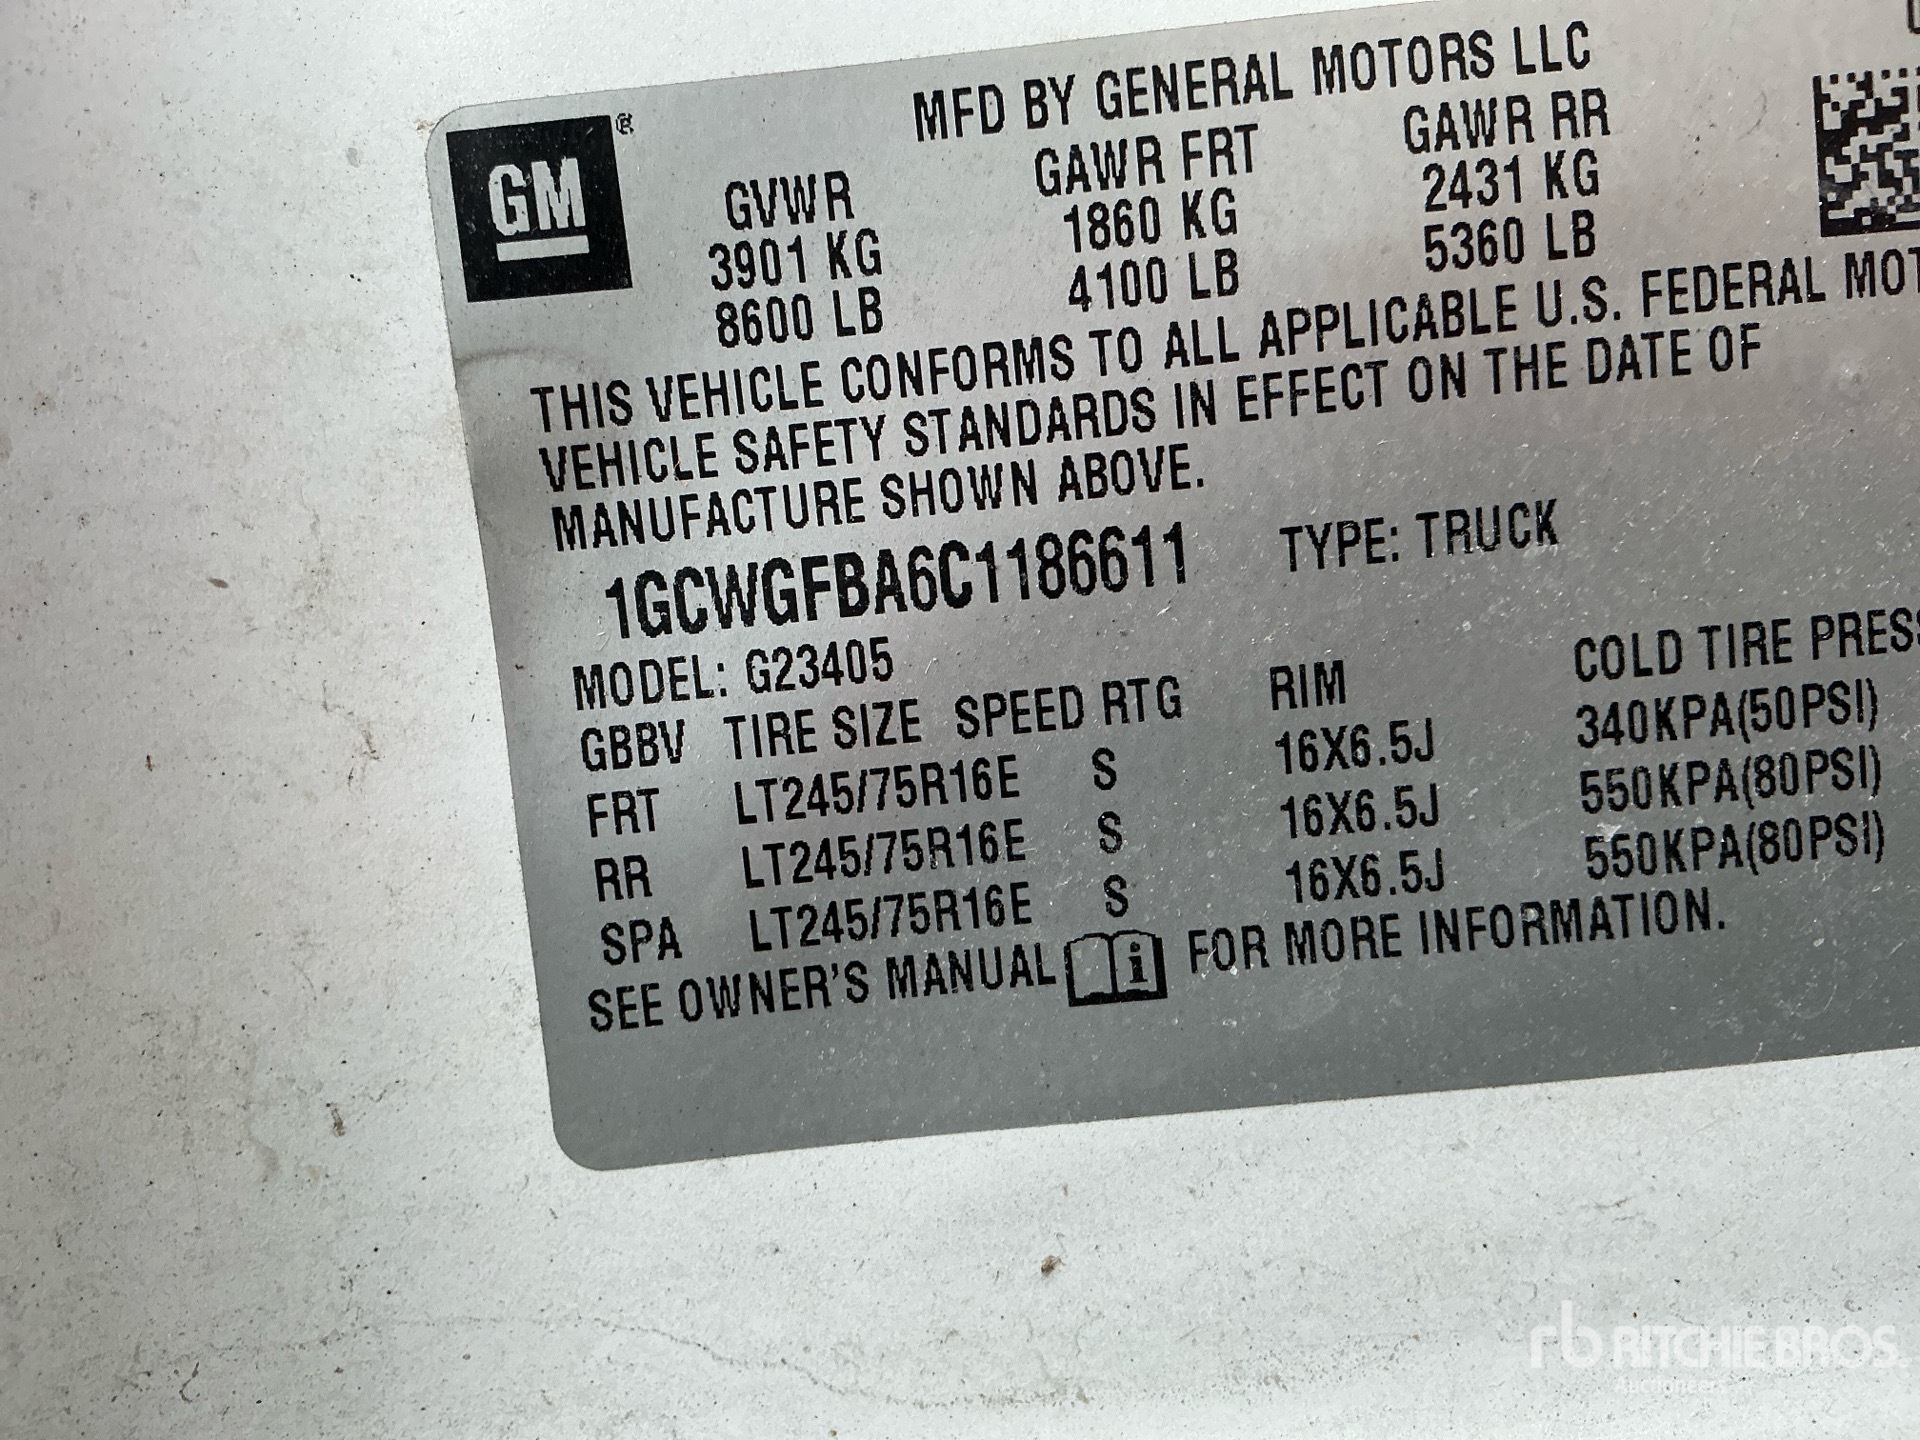 MFD BY GENERAL MOTORS LLC
GM ®
GVWR GAWR FRT GAWR RR
3901 KG 1860 KG 2431 KG
8600 LB 4100 LB 5360 LB
THIS VEHICLE CONFORMS TO ALL APPLICABLE U.S. FEDERAL MOT
VEHICLE SAFETY STANDARDS IN EFFECT ON THE DATE OF
MANUFACTURE SHOWN ABOVE.
1GCWGFBA6C1186611 TYPE: TRUCK
MODEL: G23405
GBBV TIRE SIZE SPEED RTG RIM COLD TIRE PRESS
FRT LT245/75R16E S 16X6.5J 340KPA(50PSI)
RR LT245/75R16E S 16X6.5J 550KPA(80PSI)
SPA LT245/75R16E S 16X6.5J 550KPA(80PSI)
SEE OWNER'S MANUAL i FOR MORE INFORMATION.
rb RITCHIE BROS.
Auctioneers